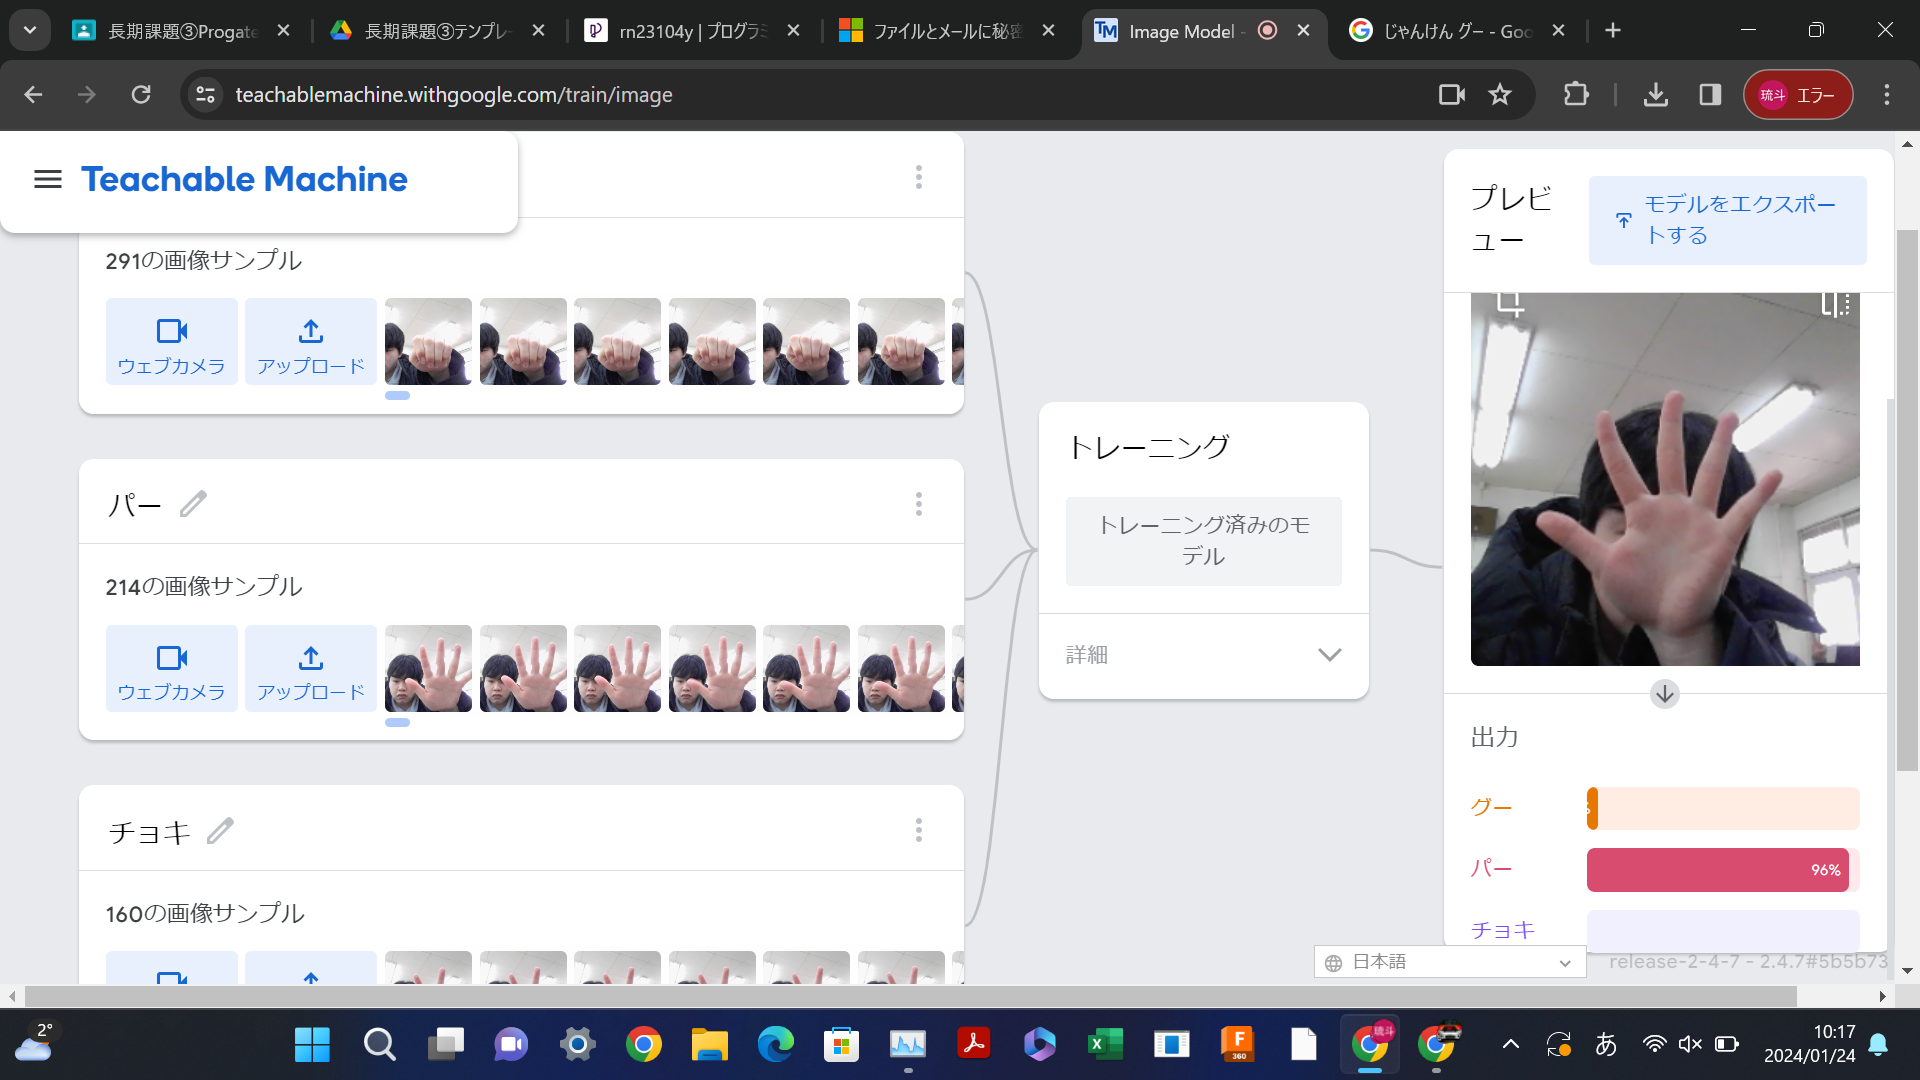 長期課題③Progate
長期課題③テンプレ
rn23104y | プログラミ
ファイルとメールに秘密
Image Model -
じゃんけん グー - Goo
teachablemachine.withgoogle.com/train/image
琉斗 エラー
Teachable Machine
291の画像サンプル
ウェブカメラ
アップロード
パー
214の画像サンプル
ウェブカメラ
アップロード
チョキ
160の画像サンプル
トレーニング
トレーニング済みのモ
デル
詳細
プレビ
ュー
モデルをエクスポー
トする
出力
グー
パー
96%
チョキ
日本語
release-2-4-7 - 2.4.7#5b5b73
2°
琉斗
F
360
あ
10:17
2024/01/24